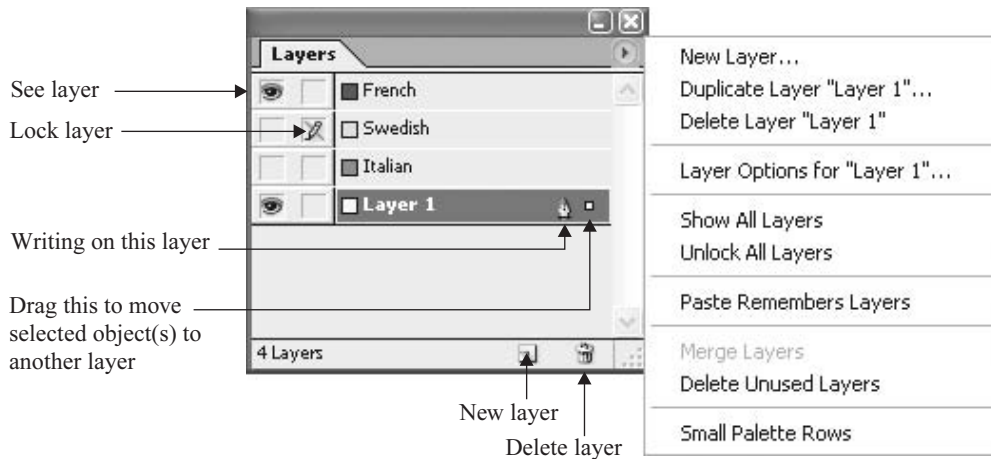 Layers
See layer
French
Lock layer
Swedish
Italian
Layer 1
Writing on this layer
Drag this to move
selected object(s) to
another layer
4 Layers
New layer
Delete layer
New Layer...
Duplicate Layer "Layer 1"...
Delete Layer "Layer 1"
Layer Options for "Layer 1"...
Show All Layers
Unlock All Layers
Paste Remembers Layers
Merge Layers
Delete Unused Layers
Small Palette Rows